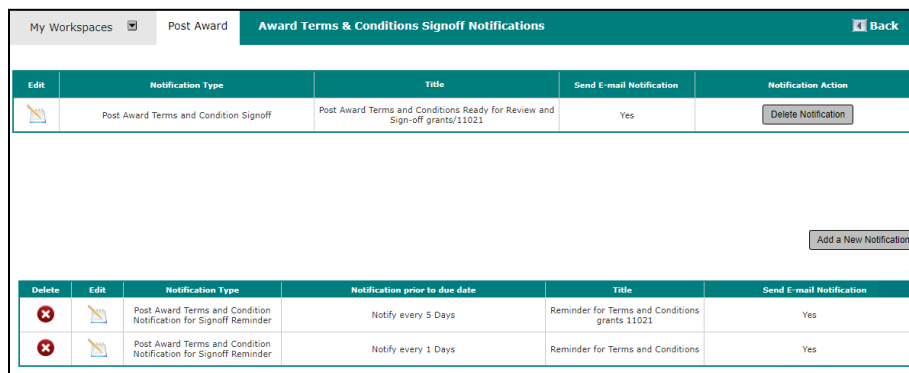 My Workspaces Post Award Award Terms & Conditions Signoff Notifications Back
Edit Notification Type Title Send E-mail Notification Notification Action
Post Award Terms and Condition Signoff Post Award Terms and Conditions Ready for Review and Sign-off grants/11021 Yes Delete Notification
Add a New Notification
Delete Edit Notification Type Notification prior to due date Title Send E-mail Notification
Post Award Terms and Condition Notification for Signoff Reminder Notify every 5 Days Reminder for Terms and Conditions grants 11021 Yes
Post Award Terms and Condition Notification for Signoff Reminder Notify every 1 Days Reminder for Terms and Conditions Yes